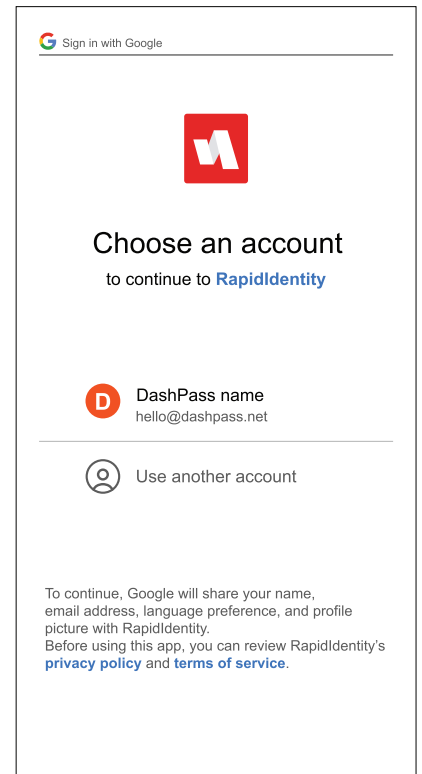 Sign in with Google
Choose an account
to continue to RapidIdentity
D
DashPass name
hello@dashpass.net
Use another account
To continue, Google will share your name,
email address, language preference, and profile
picture with RapidIdentity.
Before using this app, you can review RapidIdentity’s
privacy policy and terms of service.